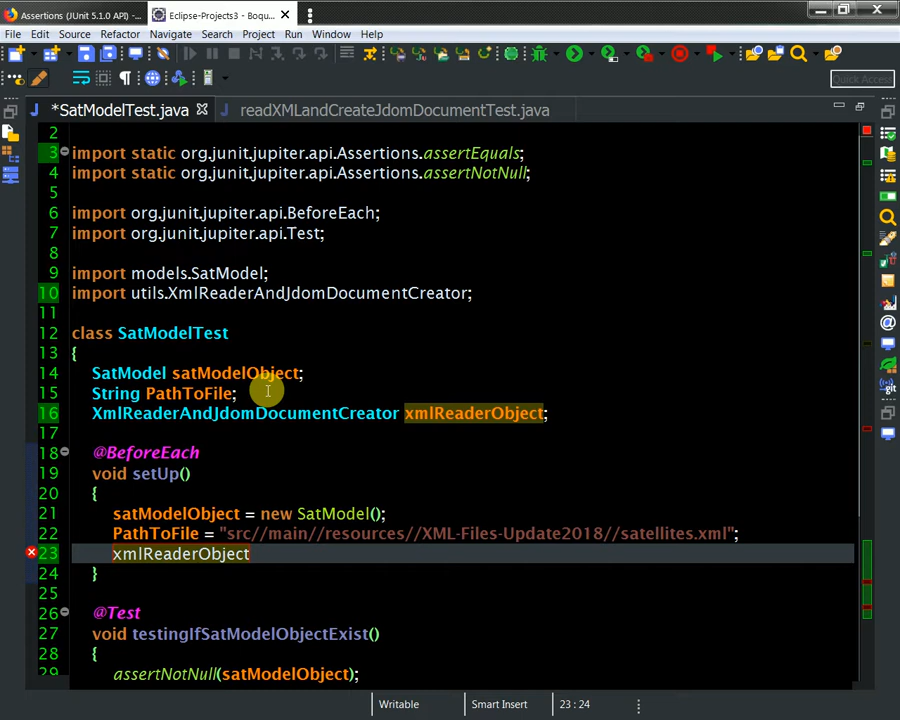 Assertions (JUnit 5.1.0 API) - Eclipse-Projects3 - Boqu...
File Edit Source Refactor Navigate Search Project Run Window Help
Quick Access
*SatModelTest.java readXMLandCreateJdomDocumentTest.java
2
3 import static org.junit.jupiter.api.Assertions.assertEquals;
4 import static org.junit.jupiter.api.Assertions.assertNotNull;
5
6 import org.junit.jupiter.api.BeforeEach;
7 import org.junit.jupiter.api.Test;
8
9 import models.SatModel;
10 import utils.XmlReaderAndJdomDocumentCreator;
11
12 class SatModelTest
13 {
14 SatModel satModelObject;
15 String PathToFile;
16 XmlReaderAndJdomDocumentCreator xmlReaderObject;
17
18 @BeforeEach
19 void setUp()
20 {
21 satModelObject = new SatModel();
22 PathToFile = "src//main//resources//XML-Files-Update2018//satellites.xml";
23 xmlReaderObject
24 }
25
26 @Test
27 void testingIfSatModelObjectExist()
28 {
29 assertNotNull(satModelObject);
Writable Smart Insert 23 : 24